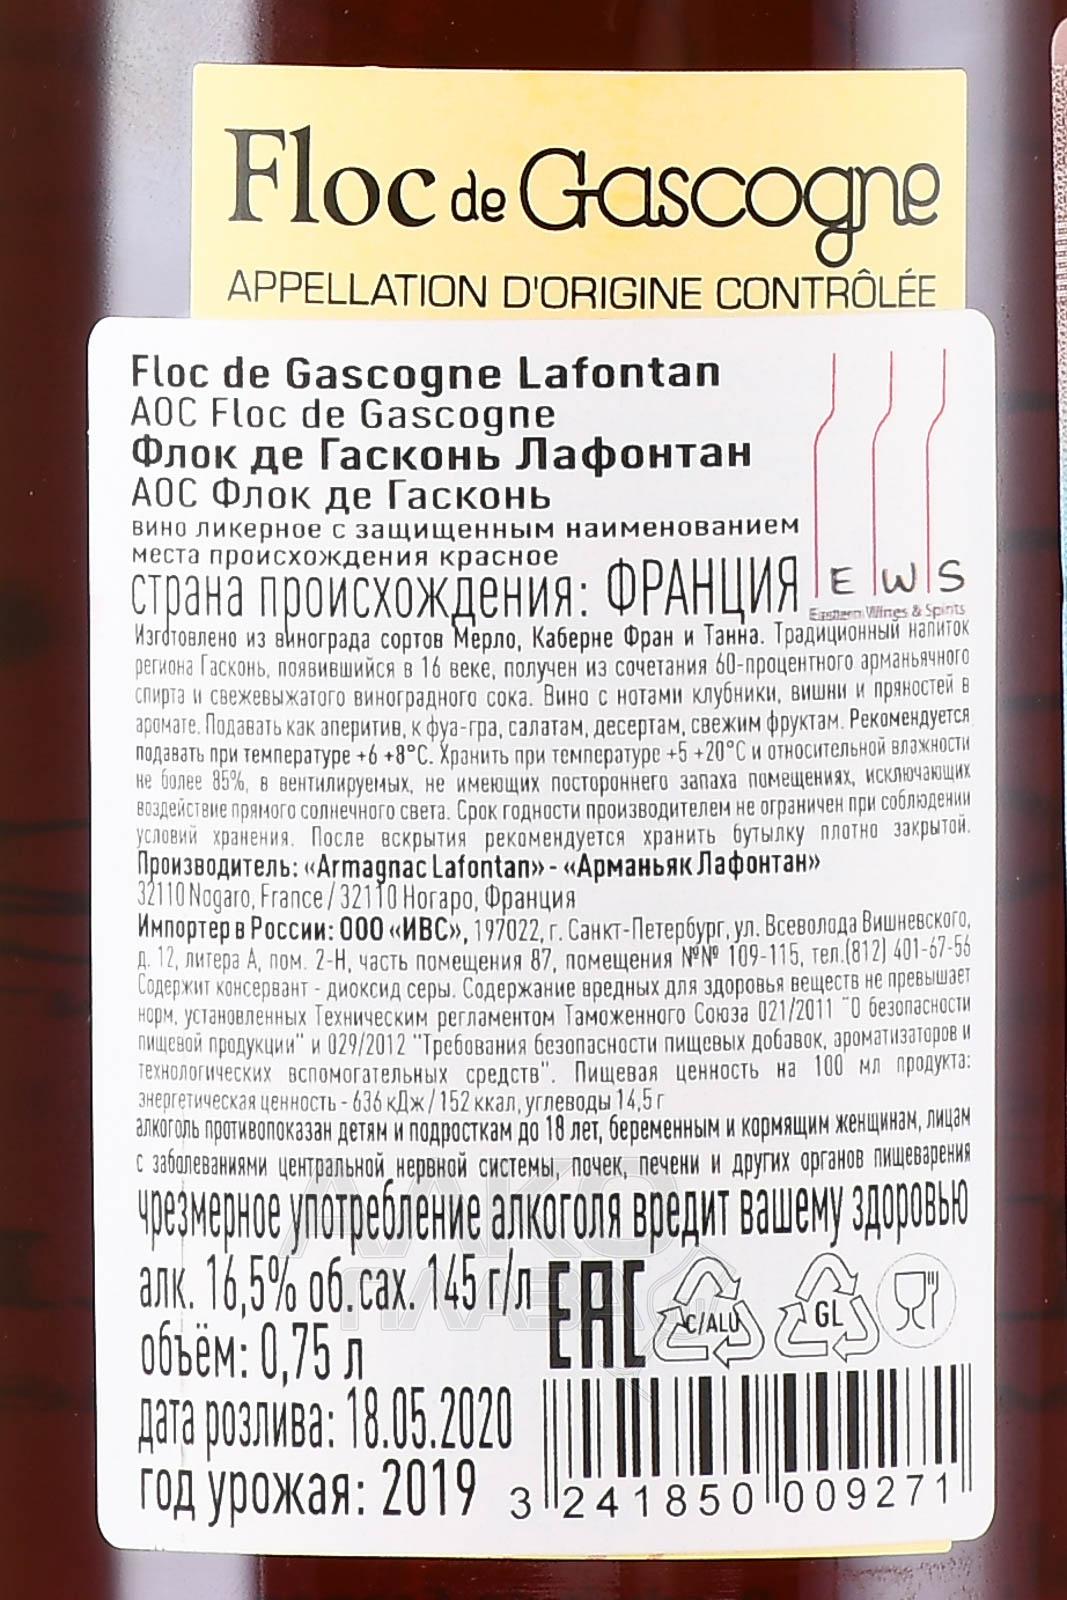 Floc de Gascogne
APPELLATION D'ORIGINE CONTRÔLÉE
Floc de Gascogne Lafontan
AOC Floc de Gascogne
Флок де Гасконь Лафонтан
АОС Флок де Гасконь
вино ликерное с защищенным наименованием
места происхождения красное
страна происхождения: ФРАНЦИЯ
E W S
Eastern Wines & Spirits
Изготовлено из винограда сортов Мерло, Каберне Фран и Танна. Традиционный напиток
региона Гасконь, появившийся в 16 веке, получен из сочетания 60-процентного арманьячного
спирта и свежевыжатого виноградного сока. Вино с нотами клубники, вишни и пряностей в
аромате. Подавать как аперитив, к фуа-гра, салатам, десертам, свежим фруктам. Рекомендуется
подавать при температуре +6 +8°С. Хранить при температуре +5 +20°С и относительной влажности
не более 85%, в вентилируемых, не имеющих постороннего запаха помещениях, исключающих
воздействие прямого солнечного света. Срок годности производителем не ограничен при соблюдении
условий хранения. После вскрытия рекомендуется хранить бутылку плотно закрытой.
Производитель: «Armagnac Lafontan» - «Арманьяк Лафонтан»
32110 Nogaro, France / 32110 Ногаро, Франция
Импортер в России: ООО «ИВС», 197022, г. Санкт-Петербург, ул. Всеволода Вишневского,
д. 12, литера А, пом. 2-Н, часть помещения 87, помещения №№ 109-115, тел.(812) 401-67-56
Содержит консервант - диоксид серы. Содержание вредных для здоровья веществ не превышает
норм, установленных Техническим регламентом Таможенного Союза 021/2011 "О безопасности
пищевой продукции" и 029/2012 "Требования безопасности пищевых добавок, ароматизаторов и
технологических вспомогательных средств". Пищевая ценность на 100 мл продукта:
энергетическая ценность - 636 кДж / 152 ккал, углеводы 14,5 г
алкоголь противопоказан детям и подросткам до 18 лет, беременным и кормящим женщинам, лицам
с заболеваниями центральной нервной системы, почек, печени и других органов пищеварения
чрезмерное употребление алкоголя вредит вашему здоровью
алк. 16,5% об. сах. 145 г/л
EAC
C/ALU
GL
объём: 0,75 л
дата розлива: 18.05.2020
год урожая: 2019
3 241850 009271